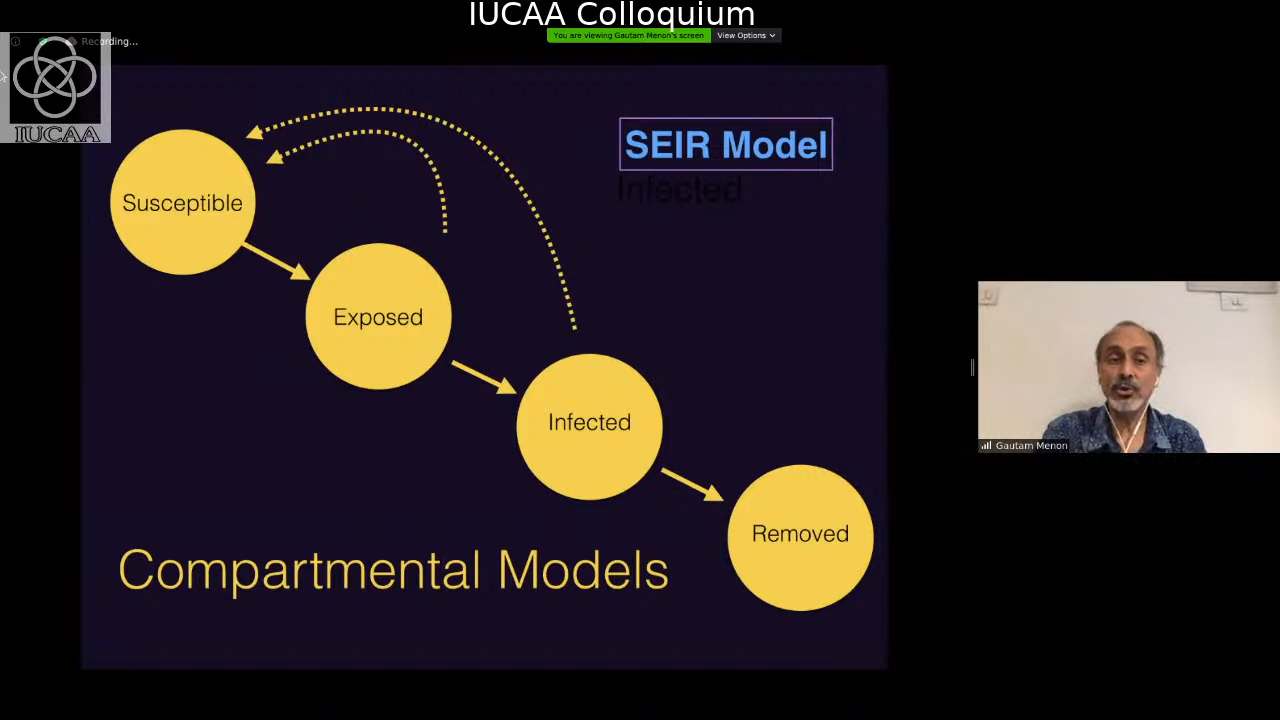 IUCAA Colloquium
You are viewing Gautam Menon's screen
View Options
Recording...
IUCAA
SEIR Model
Infected
Susceptible
Exposed
Infected
Removed
Gautam Menon
Compartmental Models